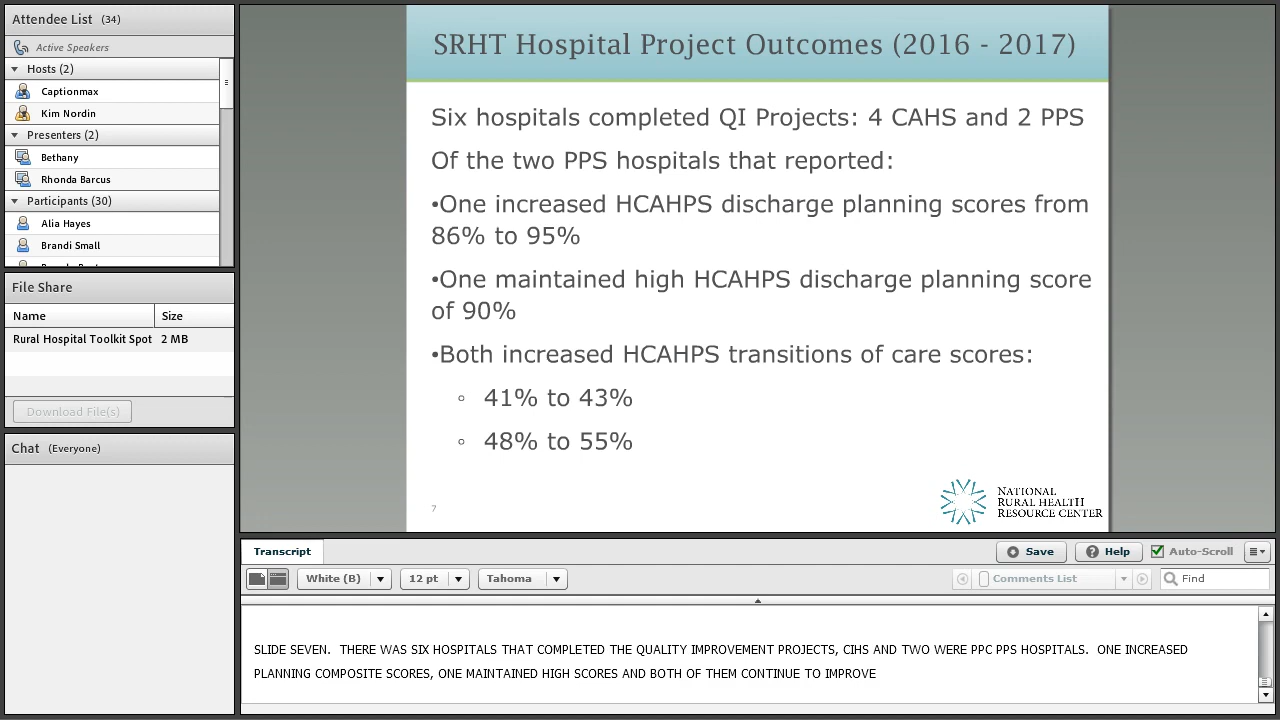 Attendee List (34)
Active Speakers
Hosts (2)
Captionmax
Kim Nordin
Presenters (2)
Bethany
Rhonda Barcus
Participants (30)
Alia Hayes
Brandi Small
File Share
Name Size
Rural Hospital Toolkit Spot 2 MB
Download File(s)
Chat (Everyone)
SRHT Hospital Project Outcomes (2016 - 2017)
Six hospitals completed QI Projects: 4 CAHS and 2 PPS
Of the two PPS hospitals that reported:
•One increased HCAHPS discharge planning scores from
86% to 95%
•One maintained high HCAHPS discharge planning score
of 90%
•Both increased HCAHPS transitions of care scores:
◦ 41% to 43%
◦ 48% to 55%
7
NATIONAL
RURAL HEALTH
RESOURCE CENTER
Transcript
Save Help Auto-Scroll
White (B) 12 pt Tahoma Comments List Find
SLIDE SEVEN. THERE WAS SIX HOSPITALS THAT COMPLETED THE QUALITY IMPROVEMENT PROJECTS, CIHS AND TWO WERE PPC PPS HOSPITALS. ONE INCREASED
PLANNING COMPOSITE SCORES, ONE MAINTAINED HIGH SCORES AND BOTH OF THEM CONTINUE TO IMPROVE